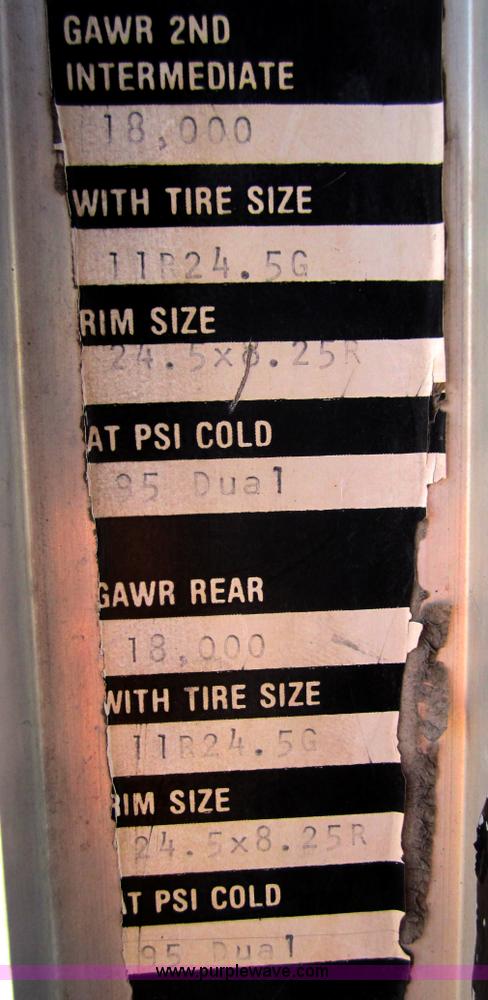 GAWR 2ND
INTERMEDIATE
18,000
WITH TIRE SIZE
11R24.5G
RIM SIZE
24.5x8.25R
AT PSI COLD
95 Dual
GAWR REAR
18,000
WITH TIRE SIZE
11R24.5G
RIM SIZE
24.5x8.25R
AT PSI COLD
95 Dual
www.purplewave.com